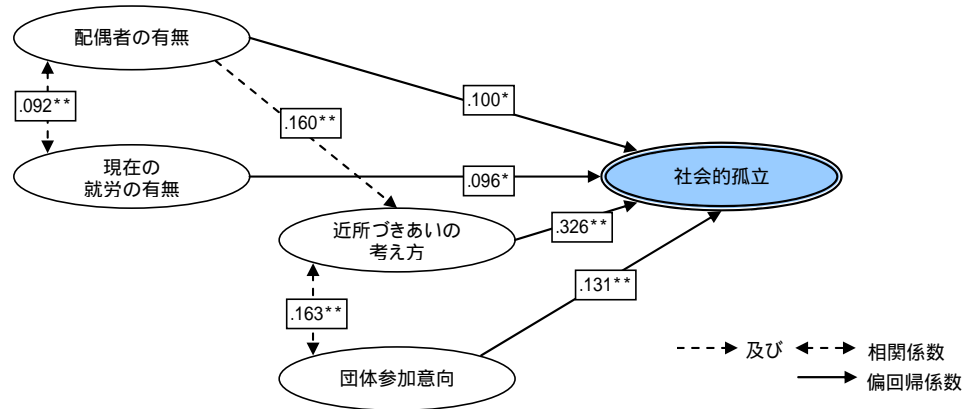 配偶者の有無
.092**
.100*
.160**
現在の
就労の有無
.096*
社会的孤立
近所づきあいの
考え方
.326**
.163**
.131**
団体参加意向
及び
相関係数
偏回帰係数